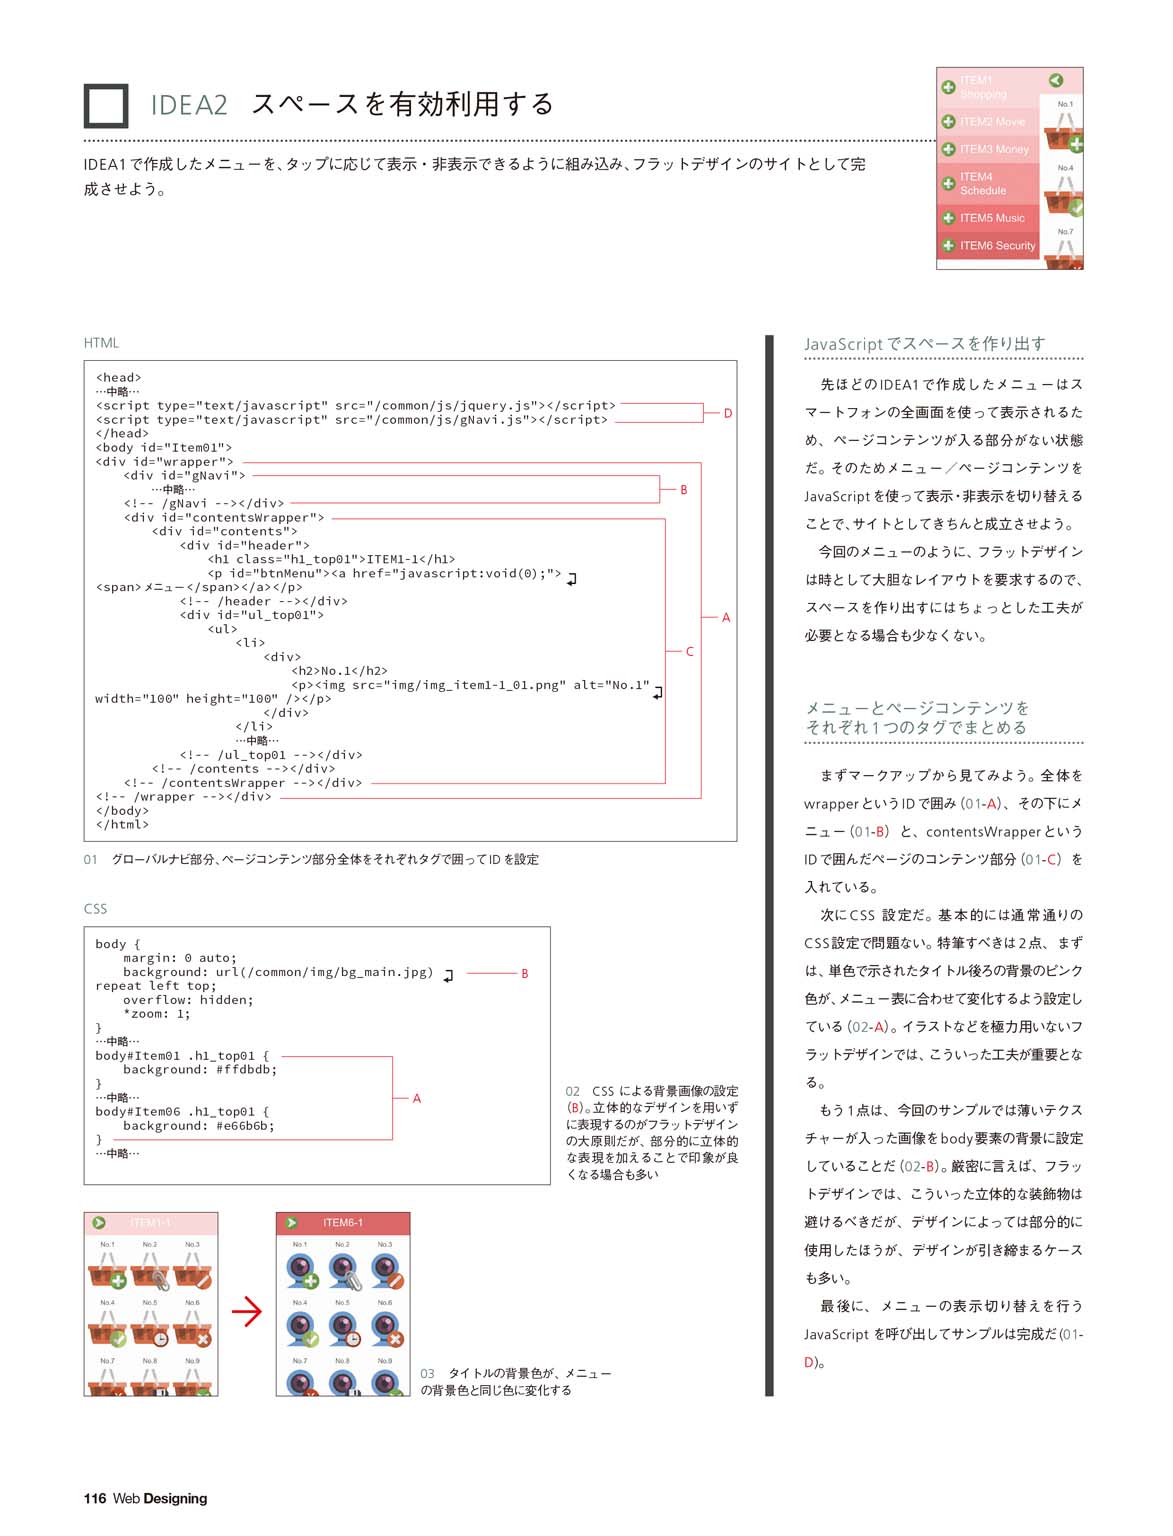 IDEA2 スペースを有効利用する
IDEA1で作成したメニューを、タップに応じて表示・非表示できるように組み込み、フラットデザインのサイトとして完
成させよう。
ITEM1
Shopping
ITEM2 Movie
ITEM3 Money
ITEM4
Schedule
ITEM5 Music
ITEM6 Security
No.1
No.4
No.7
HTML
<head>
…中略…
<script type="text/javascript" src="/common/js/jquery.js"></script>
<script type="text/javascript" src="/common/js/gNavi.js"></script>
D
</head>
<body id="Item01">
<div id="wrapper">
<div id="gNavi">
…中略…
B
<!-- /gNavi --></div>
<div id="contentsWrapper">
<div id="contents">
<div id="header">
<h1 class="h1_top01">ITEM1-1</h1>
<p id="btnMenu"><a href="javascript:void(0);">
<span>メニュー</span></a></p>
<!-- /header --></div>
<div id="ul_top01">
A
<ul>
<li>
C
<div>
<h2>No.1</h2>
<p><img src="img/img_item1-1_01.png" alt="No.1"
width="100" height="100" /></p>
</div>
</li>
…中略…
<!-- /ul_top01 --></div>
<!-- /contents --></div>
<!-- /contentsWrapper --></div>
<!-- /wrapper --></div>
</body>
</html>
01 グローバルナビ部分、ページコンテンツ部分全体をそれぞれタグで囲ってIDを設定
CSS
body {
margin: 0 auto;
background: url(/common/img/bg_main.jpg)
B
repeat left top;
overflow: hidden;
*zoom: 1;
}
…中略…
body#Item01 .h1_top01 {
background: #ffdbdb;
}
…中略…
A
body#Item06 .h1_top01 {
background: #e66b6b;
}
…中略…
02 CSS による背景画像の設定
(B)。立体的なデザインを用いず
に表現するのがフラットデザイン
の大原則だが、部分的に立体的
な表現を加えることで印象が良
くなる場合も多い
ITEM1-1
No.1 No.2 No.3
No.4 No.5 No.6
No.7 No.8 No.9
ITEM6-1
No.1 No.2 No.3
No.4 No.5 No.6
No.7 No.8 No.9
03 タイトルの背景色が、メニュー
の背景色と同じ色に変化する
JavaScriptでスペースを作り出す
先ほどのIDEA1で作成したメニューはス
マートフォンの全画面を使って表示されるた
め、ページコンテンツが入る部分がない状態
だ。そのためメニュー／ページコンテンツを
JavaScriptを使って表示・非表示を切り替える
ことで、サイトとしてきちんと成立させよう。
今回のメニューのように、フラットデザイン
は時として大胆なレイアウトを要求するので、
スペースを作り出すにはちょっとした工夫が
必要となる場合も少なくない。
メニューとページコンテンツを
それぞれ1つのタグでまとめる
まずマークアップから見てみよう。全体を
wrapperというIDで囲み(01-A)、その下にメ
ニュー(01-B) と、contentsWrapperという
IDで囲んだページのコンテンツ部分(01-C) を
入れている。
次にCSS 設定だ。基本的には通常通りの
CSS設定で問題ない。特筆すべきは2点、まず
は、単色で示されたタイトル後ろの背景のピンク
色が、メニュー表に合わせて変化するよう設定し
ている(02-A)。イラストなどを極力用いないフ
ラットデザインでは、こういった工夫が重要とな
る。
もう1点は、今回のサンプルでは薄いテクス
チャーが入った画像をbody要素の背景に設定
していることだ(02-B)。厳密に言えば、フラッ
トデザインでは、こういった立体的な装飾物は
避けるべきだが、デザインによっては部分的に
使用したほうが、デザインが引き締まるケース
も多い。
最後に、メニューの表示切り替えを行う
JavaScript を呼び出してサンプルは完成だ(01-
D)。
116 Web Designing